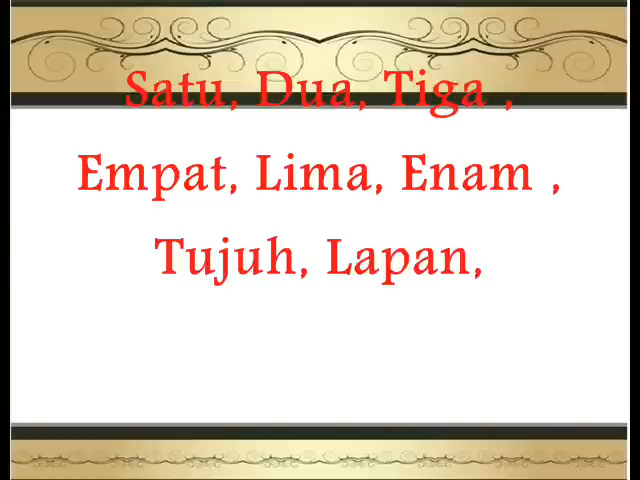 Satu, Dua, Tiga ,
Empat, Lima, Enam ,
Tujuh, Lapan,